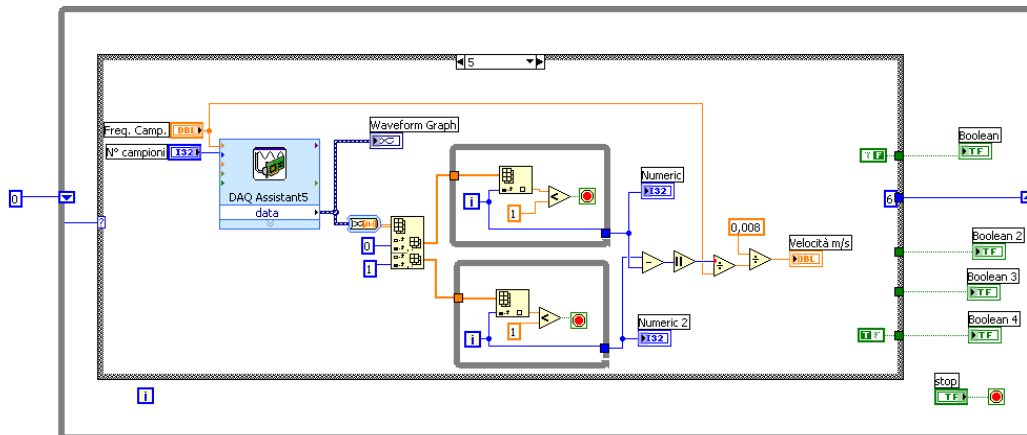 5
Freq. Camp.
DBL
N° campioni
I32
DAQ Assistant5
data
Waveform Graph
0
1
i
1
<
Numeric
I32
i
1
<
Numeric 2
I32
0,008
Velocità m/s
DBL
0
?
6
F
T
Boolean
TF
Boolean 2
TF
Boolean 3
TF
Boolean 4
TF
i
stop
TF